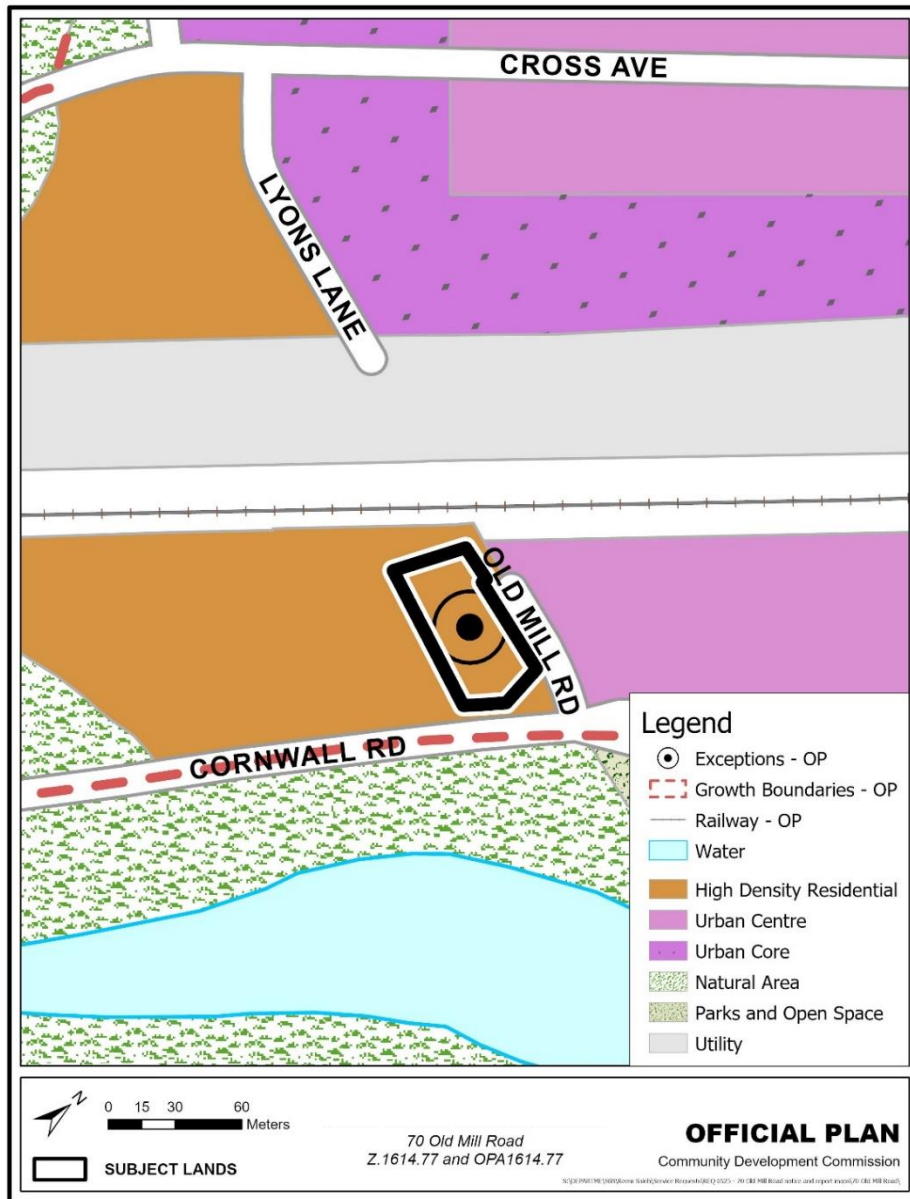 CROSS AVE
LYONS LANE
OLD MILL RD
CORNWALL RD
Legend
Exceptions - OP
Growth Boundaries - OP
Railway - OP
Water
High Density Residential
Urban Centre
Urban Core
Natural Area
Parks and Open Space
Utility
N
0 15 30 60
Meters
SUBJECT LANDS
70 Old Mill Road
Z.1614.77 and OPA1614.77
OFFICIAL PLAN
Community Development Commission